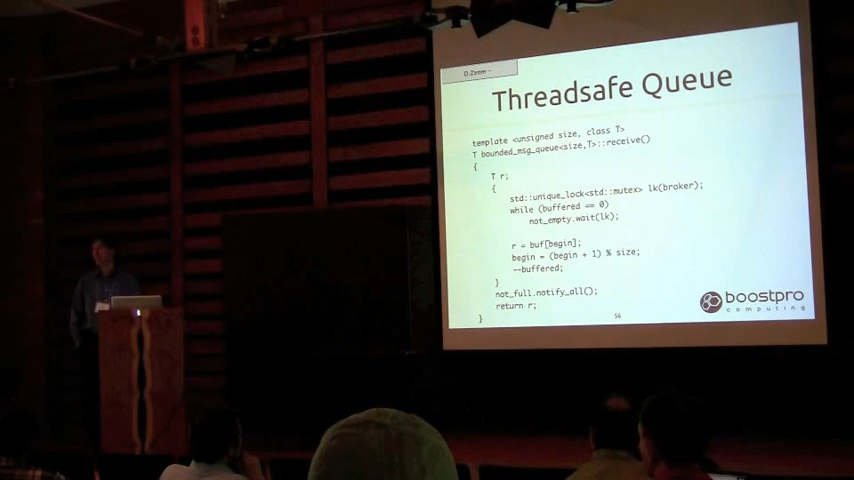 D.Zoom -
Threadsafe Queue
template <unsigned size, class T>
T bounded_msg_queue<size,T>::receive()
{
T r;
{
std::unique_lock<std::mutex> lk(broker);
while (buffered == 0)
not_empty.wait(lk);
r = buf[begin];
begin = (begin + 1) % size;
--buffered;
}
not_full.notify_all();
return r;
}
56
boostpro
computing